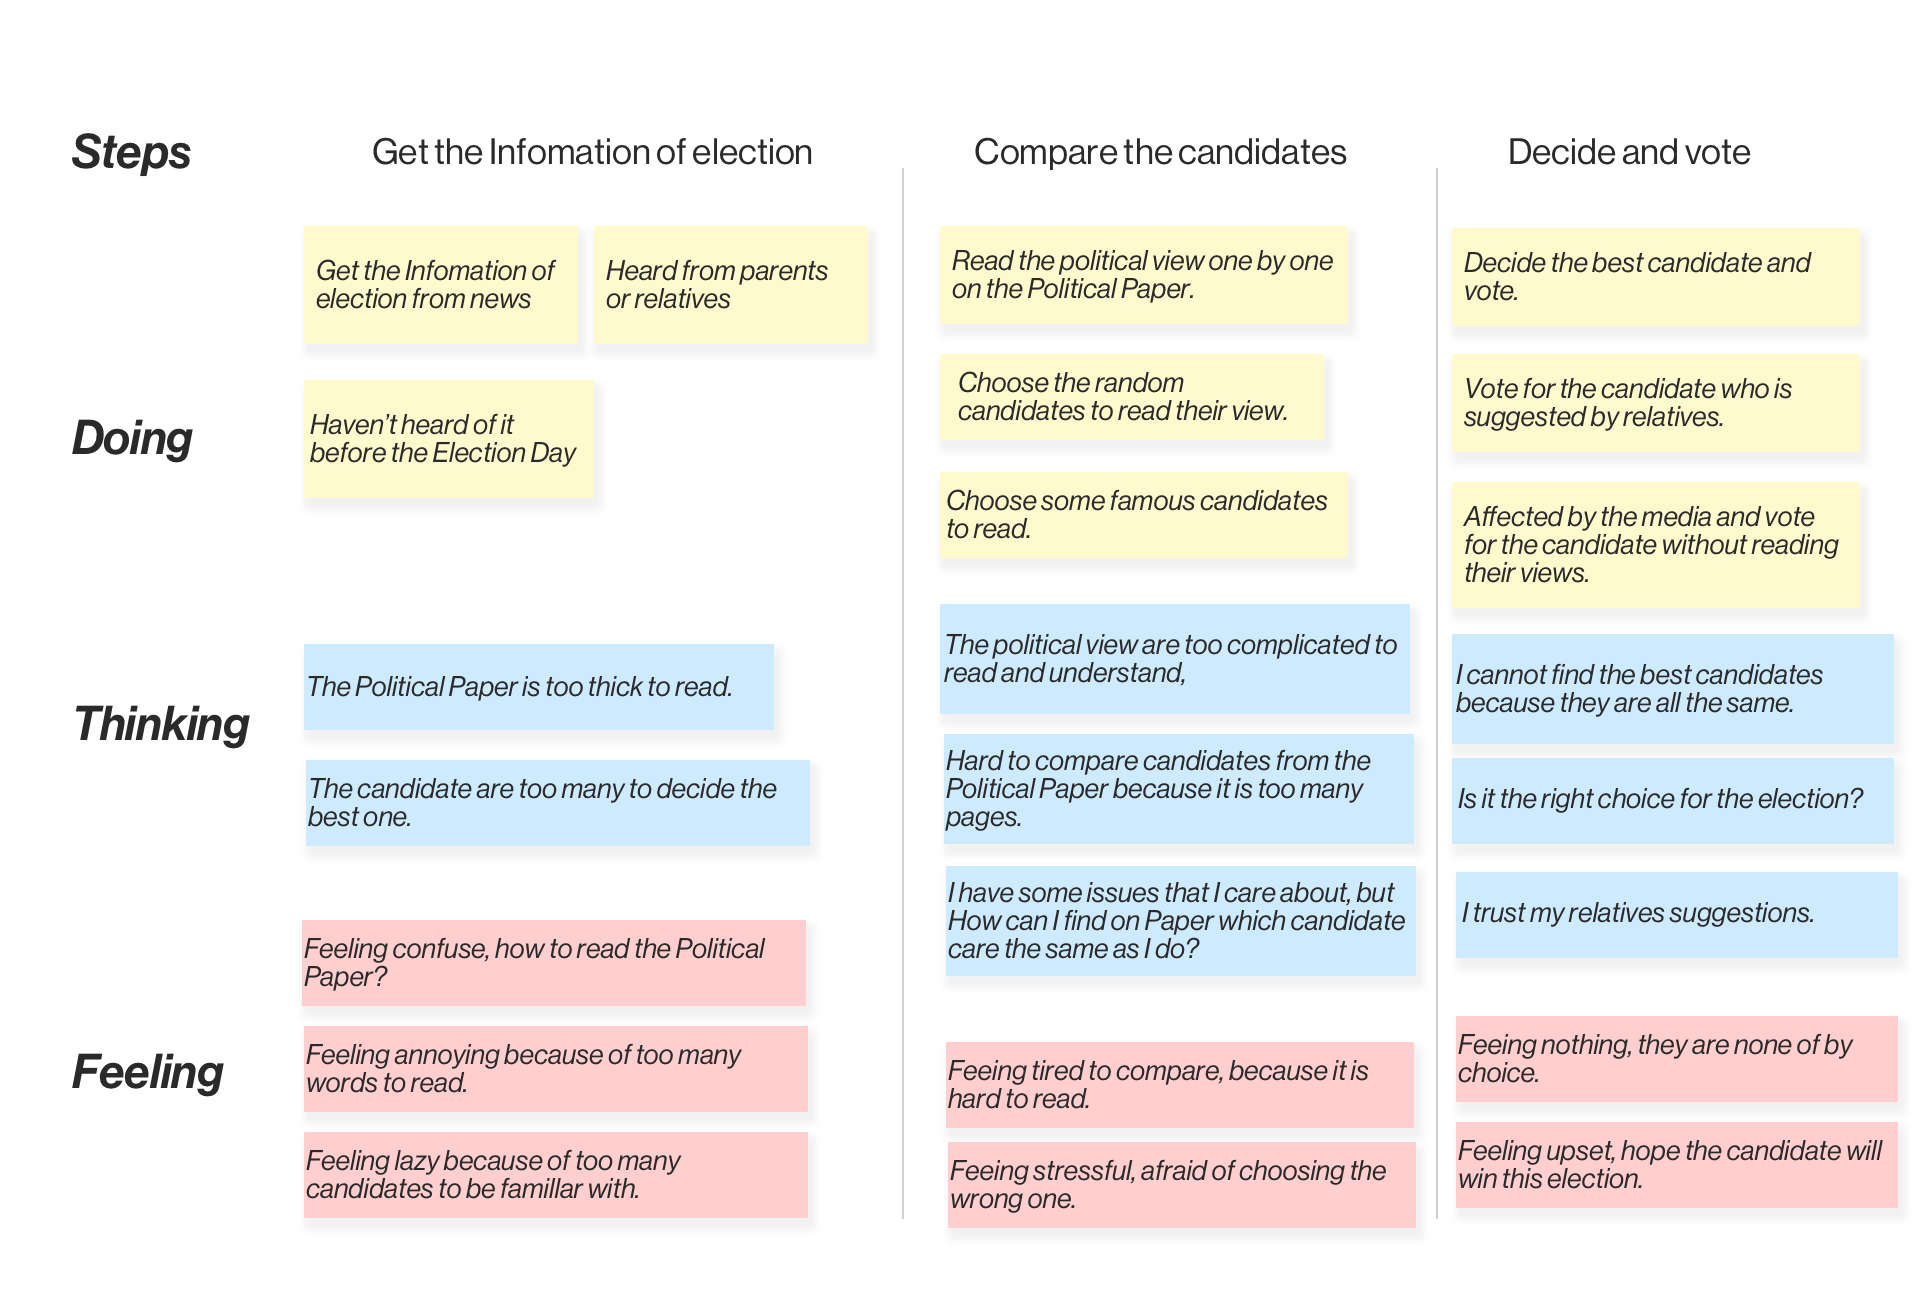 Steps
Get the Infomation of election
Compare the candidates
Decide and vote
Doing
Get the Infomation of
election from news
Heard from parents
or relatives
Haven't heard of it
before the Election Day
Read the political view one by one
on the Political Paper.
Choose the random
candidates to read their view.
Choose some famous candidates
to read.
Decide the best candidate and
vote.
Vote for the candidate who is
suggested by relatives.
Affected by the media and vote
for the candidate without reading
their views.
Thinking
The Political Paper is too thick to read.
The candidate are too many to decide the
best one.
The political view are too complicated to
read and understand,
Hard to compare candidates from the
Political Paper because it is too many
pages.
I have some issues that I care about, but
How can I find on Paper which candidate
care the same as I do?
I cannot find the best candidates
because they are all the same.
Is it the right choice for the election?
I trust my relatives suggestions.
Feeling
Feeling confuse, how to read the Political
Paper?
Feeling annoying because of too many
words to read.
Feeling lazy because of too many
candidates to be famillar with.
Feeing tired to compare, because it is
hard to read.
Feeing stressful, afraid of choosing the
wrong one.
Feeing nothing, they are none of by
choice.
Feeling upset, hope the candidate will
win this election.